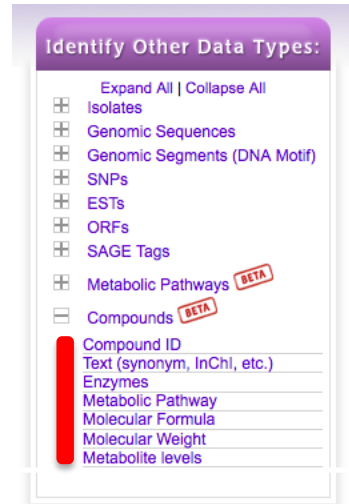 Identify Other Data Types:
Expand All | Collapse All
Isolates
Genomic Sequences
Genomic Segments (DNA Motif)
SNPs
ESTs
ORFs
SAGE Tags
Metabolic Pathways BETA
Compounds BETA
Compound ID
Text (synonym, InChI, etc.)
Enzymes
Metabolic Pathway
Molecular Formula
Molecular Weight
Metabolite levels